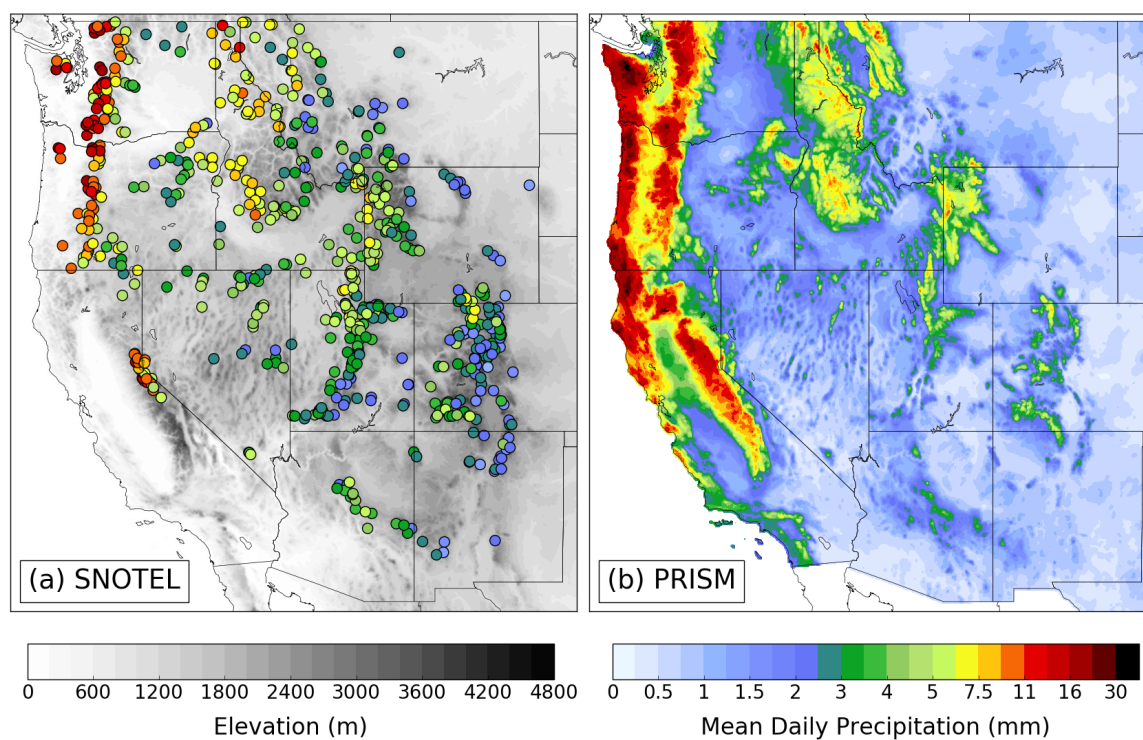 (a) SNOTEL
(b) PRISM
0 600 1200 1800 2400 3000 3600 4200 4800
Elevation (m)
0 0.5 1 1.5 2 3 4 5 7.5 11 16 30
Mean Daily Precipitation (mm)